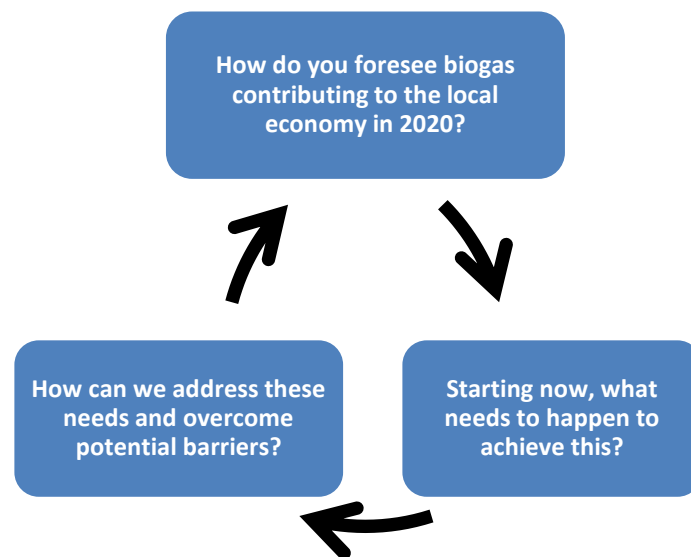 How do you foresee biogas
contributing to the local
economy in 2020?
Starting now, what
needs to happen to
achieve this?
How can we address these
needs and overcome
potential barriers?